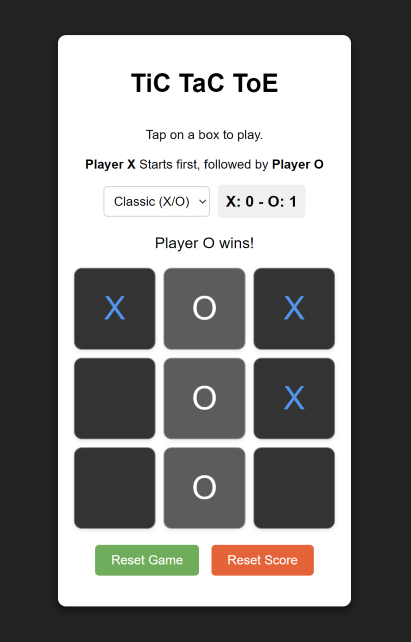 TiC TaC ToE
Tap on a box to play.
Player X Starts first, followed by Player O
Classic (X/O) X: 0 - O: 1
Player O wins!
X O X
O X
O
Reset Game Reset Score